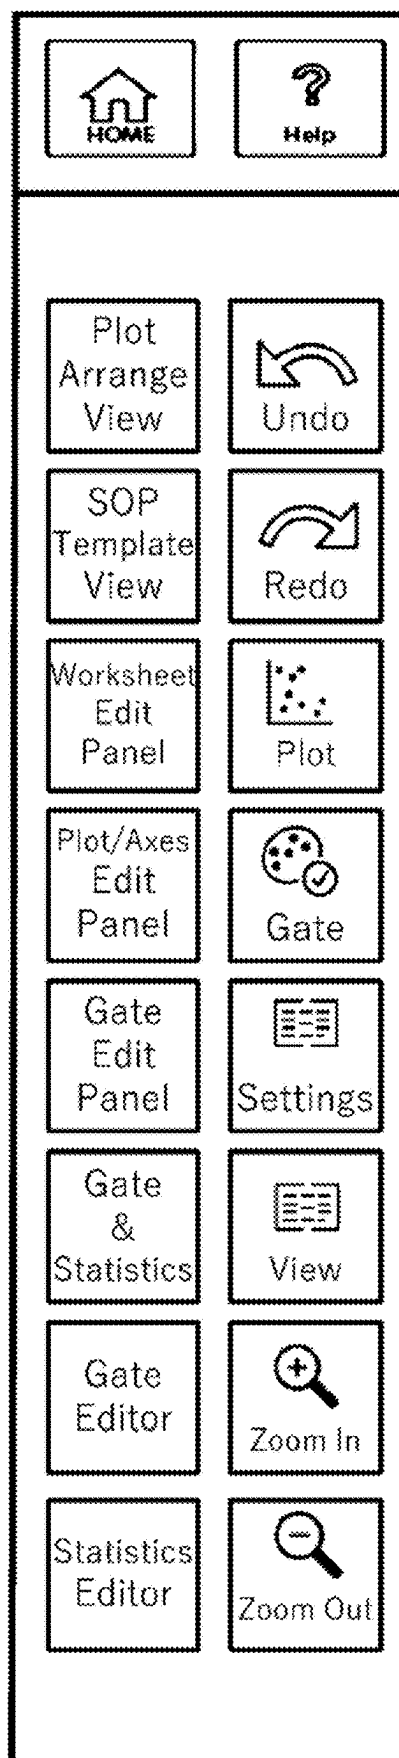 HOME
Help
Plot
Arrange
View
Undo
SOP
Template
View
Redo
Worksheet
Edit
Panel
Plot
Plot/Axes
Edit
Panel
Gate
Gate
Edit
Panel
Settings
Gate
&
Statistics
View
Gate
Editor
Zoom In
Statistics
Editor
Zoom Out